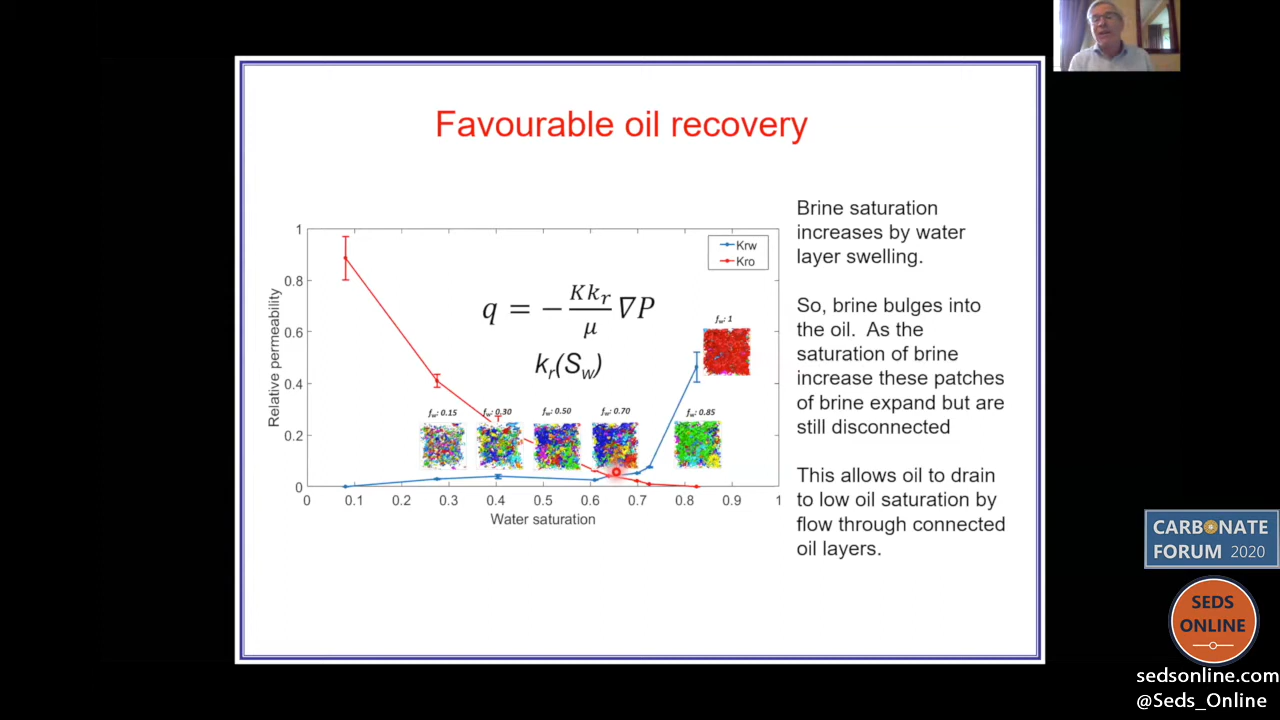 Favourable oil recovery
1
0.8
0.6
0.4
0.2
0
Relative permeability
Krw
Kro
q = −Kkr/μ ∇P
kr(Sw)
fw: 1
fw: 0.15
fw: 0.30
fw: 0.50
fw: 0.70
fw: 0.85
0 0.1 0.2 0.3 0.4 0.5 0.6 0.7 0.8 0.9 1
Water saturation
Brine saturation
increases by water
layer swelling.
So, brine bulges into
the oil. As the
saturation of brine
increase these patches
of brine expand but are
still disconnected
This allows oil to drain
to low oil saturation by
flow through connected
oil layers.
CARBONATE
FORUM 2020
SEDS
ONLINE
sedsonline.com
@Seds_Online